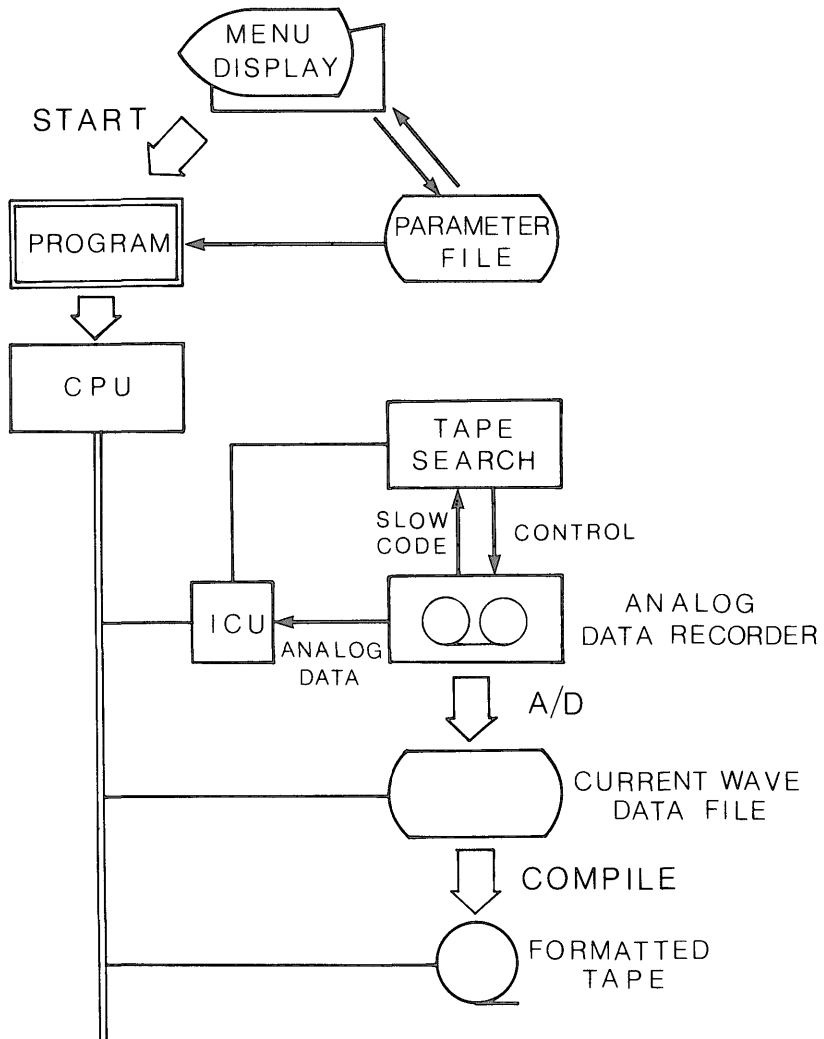 MENU
DISPLAY
START
PROGRAM
PARAMETER
FILE
CPU
TAPE
SEARCH
SLOW
CODE
CONTROL
ICU
ANALOG
DATA
ANALOG
DATA RECORDER
A/D
CURRENT WAVE
DATA FILE
COMPILE
FORMATTED
TAPE